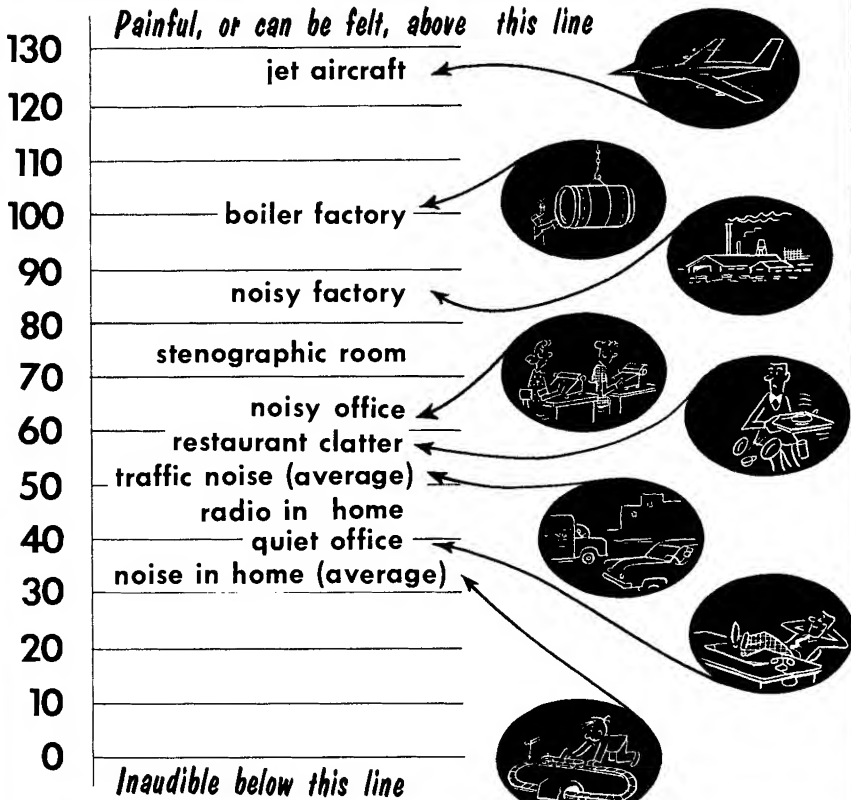 Painful, or can be felt, above this line
130
jet aircraft
120
110
100
boiler factory
90
noisy factory
80
stenographic room
70
noisy office
60
restaurant clatter
traffic noise (average)
50
radio in home
40
quiet office
noise in home (average)
30
20
10
0
Inaudible below this line